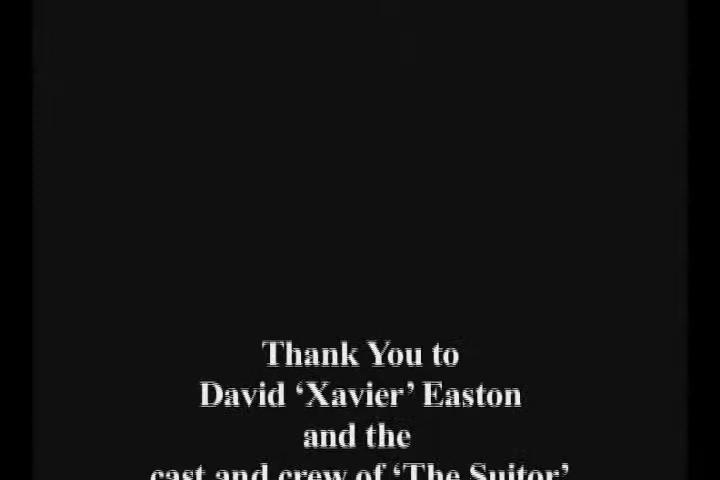 Thank You to
David ‘Xavier’ Easton
and the
cast and crew of ‘The Suitor’